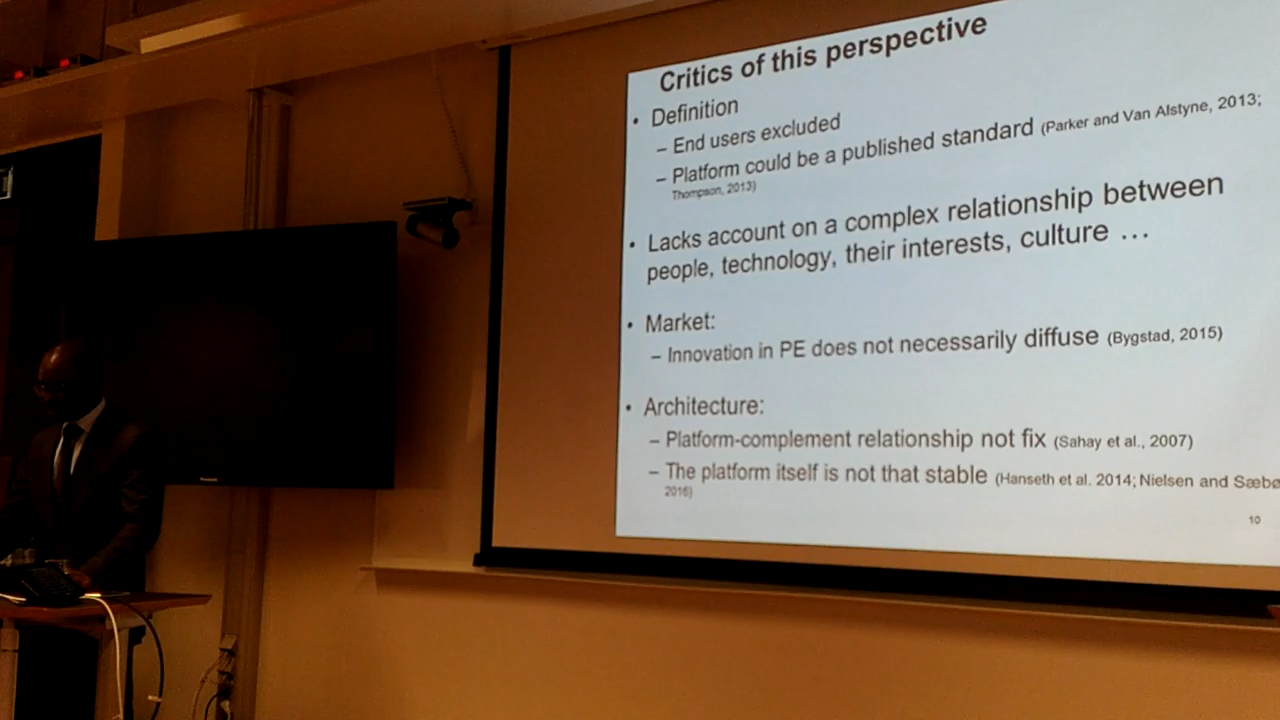 Critics of this perspective
• Definition
– End users excluded
– Platform could be a published standard (Parker and Van Alstyne, 2013;
Thompson, 2013)
• Lacks account on a complex relationship between
people, technology, their interests, culture …
• Market:
– Innovation in PE does not necessarily diffuse (Bygstad, 2015)
• Architecture:
– Platform-complement relationship not fix (Sahay et al., 2007)
– The platform itself is not that stable (Hanseth et al. 2014; Nielsen and Sæbø
2016)
10
Panasonic